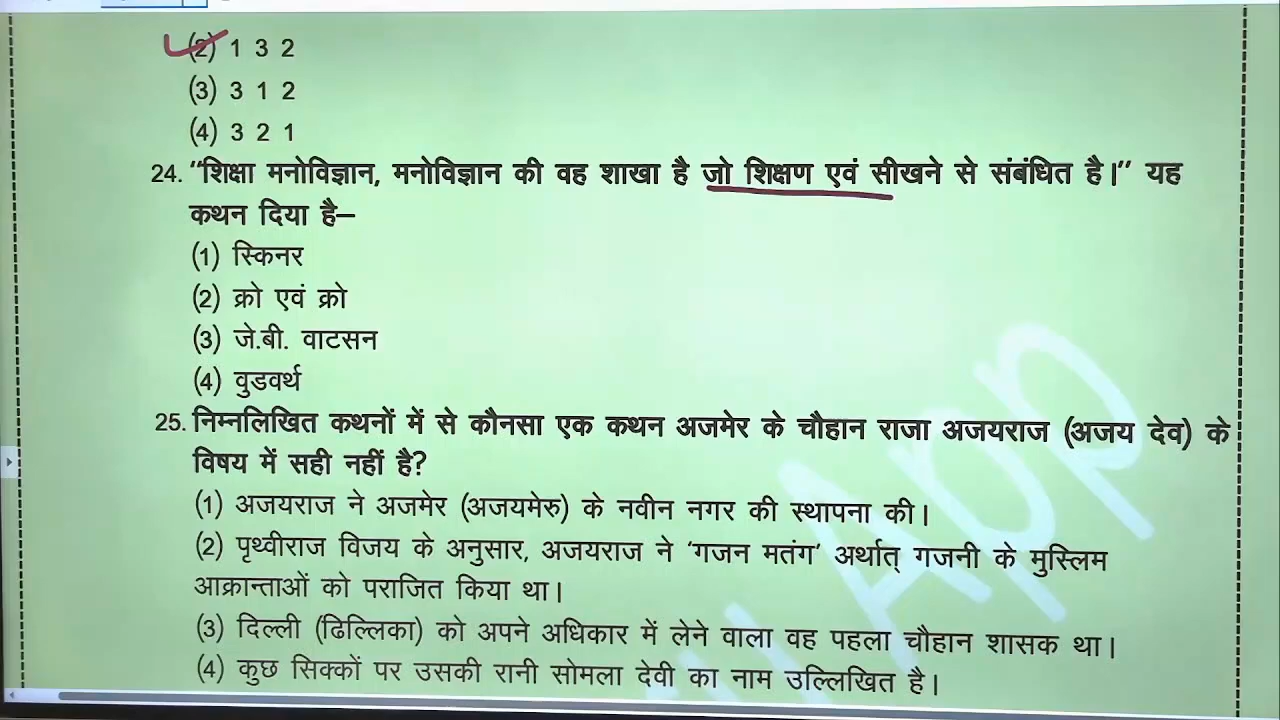 (2) 1 3 2
(3) 3 1 2
(4) 3 2 1
24. “शिक्षा मनोविज्ञान, मनोविज्ञान की वह शाखा है जो शिक्षण एवं सीखने से संबंधित है।” यह
कथन दिया है–
(1) स्किनर
(2) क्रो एवं क्रो
(3) जे.बी. वाटसन
(4) वुडवर्थ
25. निम्नलिखित कथनों में से कौनसा एक कथन अजमेर के चौहान राजा अजयराज (अजय देव) के
विषय में सही नहीं है?
(1) अजयराज ने अजमेर (अजयमेरु) के नवीन नगर की स्थापना की।
(2) पृथ्वीराज विजय के अनुसार, अजयराज ने ‘गजन मतंग’ अर्थात् गजनी के मुस्लिम
आक्रान्ताओं को पराजित किया था।
(3) दिल्ली (ढिल्लिका) को अपने अधिकार में लेने वाला वह पहला चौहान शासक था।
(4) कुछ सिक्कों पर उसकी रानी सोमला देवी का नाम उल्लिखित है।
App